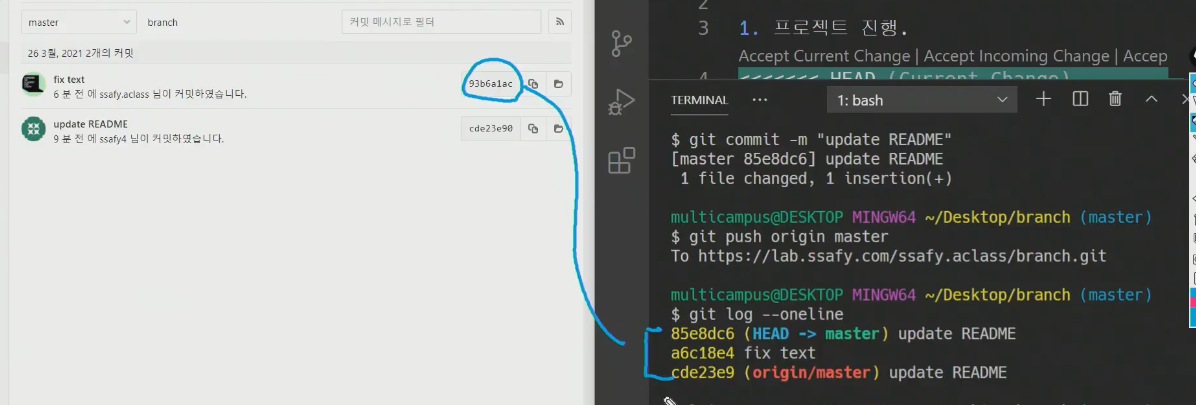 master
branch
커밋 메시지로 필터
26 3월, 2021 2개의 커밋
fix text
6 분 전 에 ssafy.aclass 님이 커밋하였습니다.
93b6a1ac
update README
9 분 전 에 ssafy4 님이 커밋하였습니다.
cde23e90
2
3 1. 프로젝트 진행.
Accept Current Change | Accept Incoming Change | Accep
4 <<<<<<< HEAD (Current Change)
TERMINAL ... 1: bash
$ git commit -m "update README"
[master 85e8dc6] update README
1 file changed, 1 insertion(+)
multicampus@DESKTOP MINGW64 ~/Desktop/branch (master)
$ git push origin master
To https://lab.ssafy.com/ssafy.aclass/branch.git
multicampus@DESKTOP MINGW64 ~/Desktop/branch (master)
$ git log --oneline
85e8dc6 (HEAD -> master) update README
a6c18e4 fix text
cde23e9 (origin/master) update README